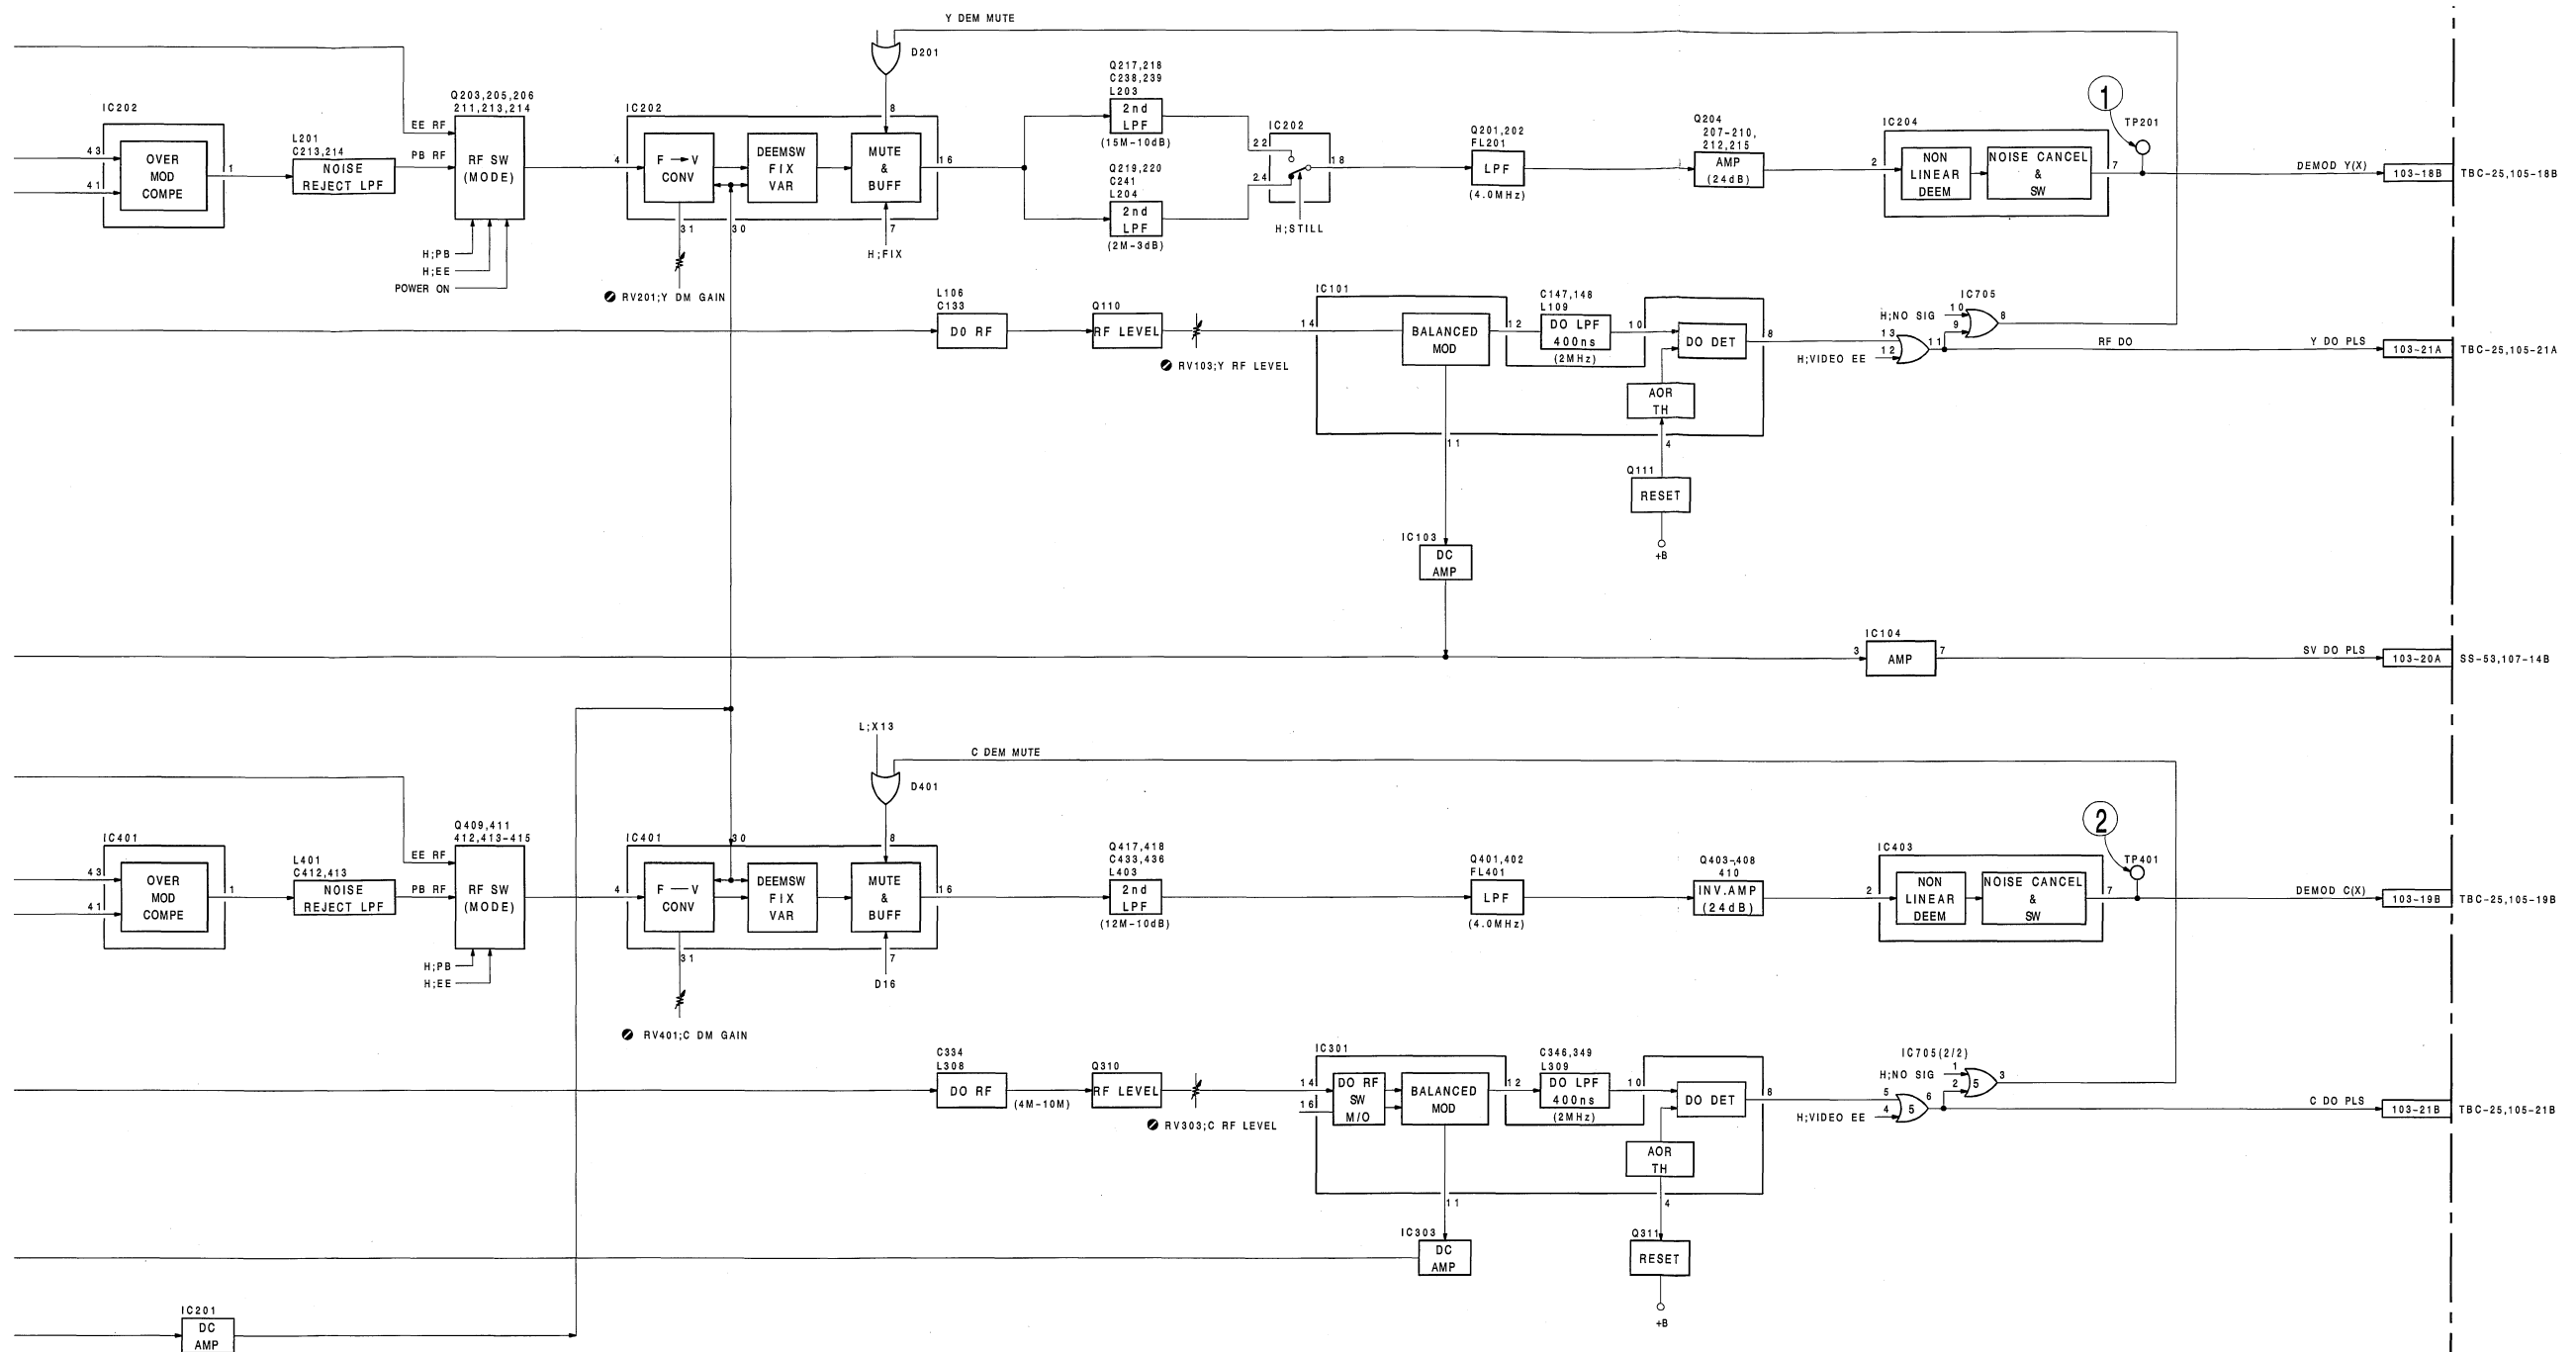 Y DEM MUTE
D201
Q217,218
C238,239
L203
2nd
LPF
(15M-10dB)
1
TP201
IC202
43
41
OVER
MOD
COMPE
1
L201
C213,214
NOISE
REJECT LPF
Q203,205,206
211,213,214
EE RF
PB RF
RF SW
(MODE)
H;PB
H;EE
POWER ON
IC202
4
F → V
CONV
DEEMSW
FIX
VAR
8
MUTE
&
BUFF
16
31
30
7
H;FIX
RV201;Y DM GAIN
Q219,220
C241
L204
2nd
LPF
(2M-3dB)
IC202
22
24
18
H;STILL
Q201,202
FL201
LPF
(4.0MHz)
Q204
207-210,
212,215
AMP
(24dB)
IC204
2
NON
LINEAR
DEEM
NOISE CANCEL
&
SW
7
DEMOD Y(X)
103-18B
TBC-25,105-18B
L106
C133
DO RF
Q110
RF LEVEL
RV103;Y RF LEVEL
IC101
14
BALANCED
MOD
12
C147,148
L109
DO LPF
400ns
(2MHz)
10
DO DET
8
AOR
TH
4
11
Q111
RESET
+B
IC103
DC
AMP
H;NO SIG
IC705
10
9
8
13
12
11
H;VIDEO EE
RF DO
Y DO PLS
103-21A
TBC-25,105-21A
IC104
3
AMP
7
SV DO PLS
103-20A
SS-53,107-14B
L;X13
C DEM MUTE
D401
2
TP401
IC401
43
41
OVER
MOD
COMPE
1
L401
C412,413
NOISE
REJECT LPF
Q409,411
412,413-415
EE RF
PB RF
RF SW
(MODE)
H;PB
H;EE
IC401
30
4
F — V
CONV
DEEMSW
FIX
VAR
8
MUTE
&
BUFF
16
31
7
D16
RV401;C DM GAIN
Q417,418
C433,436
L403
2nd
LPF
(12M-10dB)
Q401,402
FL401
LPF
(4.0MHz)
Q403-408
410
INV.AMP
(24dB)
IC403
2
NON
LINEAR
DEEM
NOISE CANCEL
&
SW
7
DEMOD C(X)
103-19B
TBC-25,105-19B
C334
L308
DO RF
(4M-10M)
Q310
RF LEVEL
RV303;C RF LEVEL
IC301
14
16
DO RF
SW
M/O
BALANCED
MOD
12
C346,349
L309
DO LPF
400ns
(2MHz)
10
DO DET
8
AOR
TH
4
11
IC303
DC
AMP
Q311
RESET
+B
IC705(2/2)
H;NO SIG
1
2
5
3
5
4
5
6
H;VIDEO EE
C DO PLS
103-21B
TBC-25,105-21B
IC201
DC
AMP